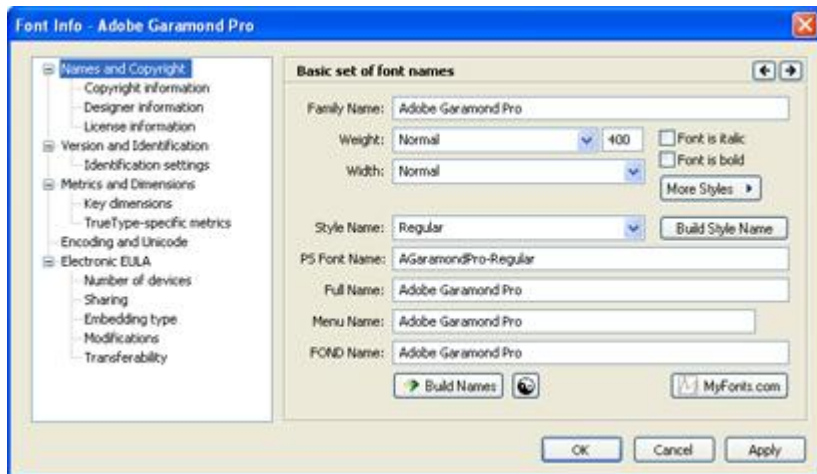 Font Info - Adobe Garamond Pro
Names and Copyright
Copyright information
Designer information
License information
Version and Identification
Identification settings
Metrics and Dimensions
Key dimensions
TrueType-specific metrics
Encoding and Unicode
Electronic EULA
Number of devices
Sharing
Embedding type
Modifications
Transferability
Basic set of font names
Family Name: Adobe Garamond Pro
Weight: Normal 400 Font is italic
Font is bold
Width: Normal
More Styles
Style Name: Regular Build Style Name
PS Font Name: AGaramondPro-Regular
Full Name: Adobe Garamond Pro
Menu Name: Adobe Garamond Pro
FOND Name: Adobe Garamond Pro
Build Names MyFonts.com
OK Cancel Apply